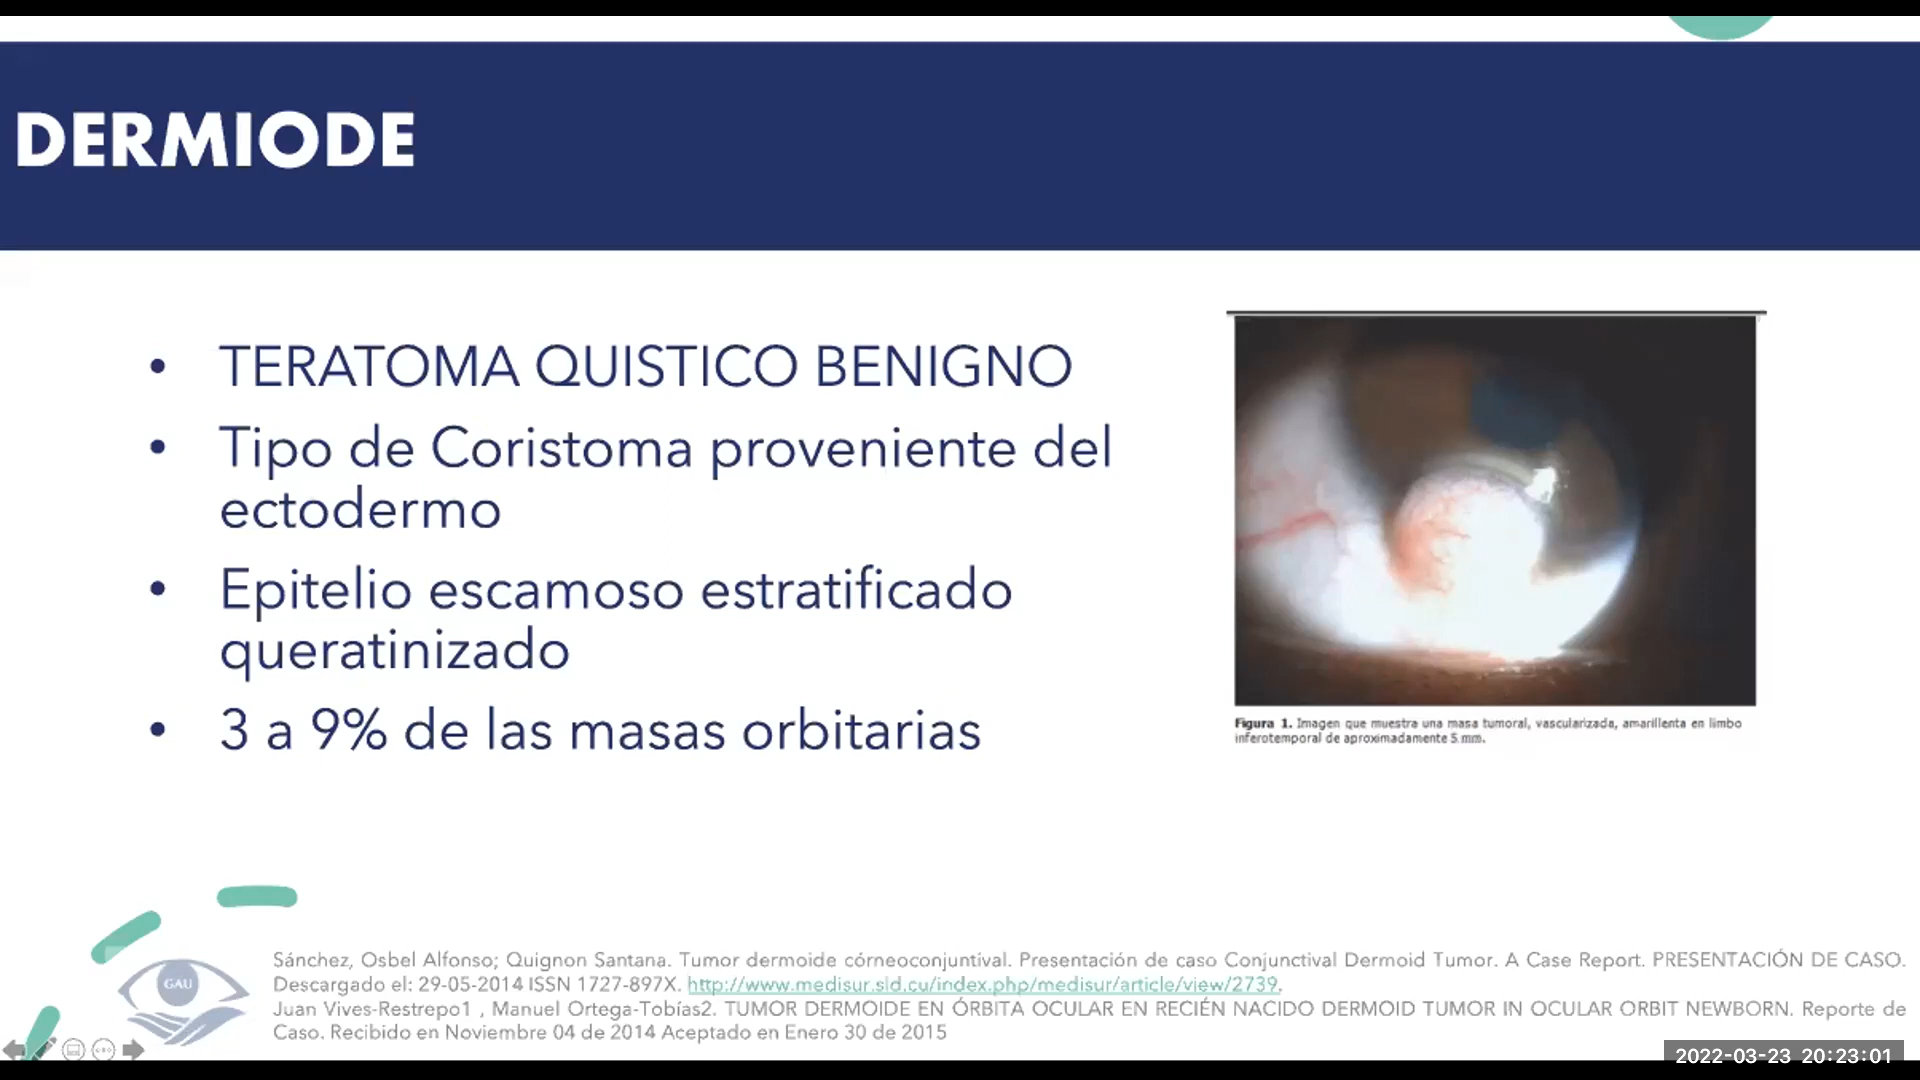 DERMIODE
• TERATOMA QUISTICO BENIGNO
• Tipo de Coristoma proveniente del
ectodermo
• Epitelio escamoso estratificado
queratinizado
• 3 a 9% de las masas orbitarias
Figura 1. Imagen que muestra una masa tumoral, vascularizada, amarillenta en limbo
inferotemporal de aproximadamente 5 mm.
GAU
Sánchez, Osbel Alfonso; Quignon Santana. Tumor dermoide córneoconjuntival. Presentación de caso Conjunctival Dermoid Tumor. A Case Report. PRESENTACIÓN DE CASO.
Descargado el: 29-05-2014 ISSN 1727-897X. http://www.medisur.sld.cu/index.php/medisur/article/view/2739.
Juan Vives-Restrepo1 , Manuel Ortega-Tobías2. TUMOR DERMOIDE EN ÓRBITA OCULAR EN RECIÉN NACIDO DERMOID TUMOR IN OCULAR ORBIT NEWBORN. Reporte de
Caso. Recibido en Noviembre 04 de 2014 Aceptado en Enero 30 de 2015
2022-03-23 20:23:01